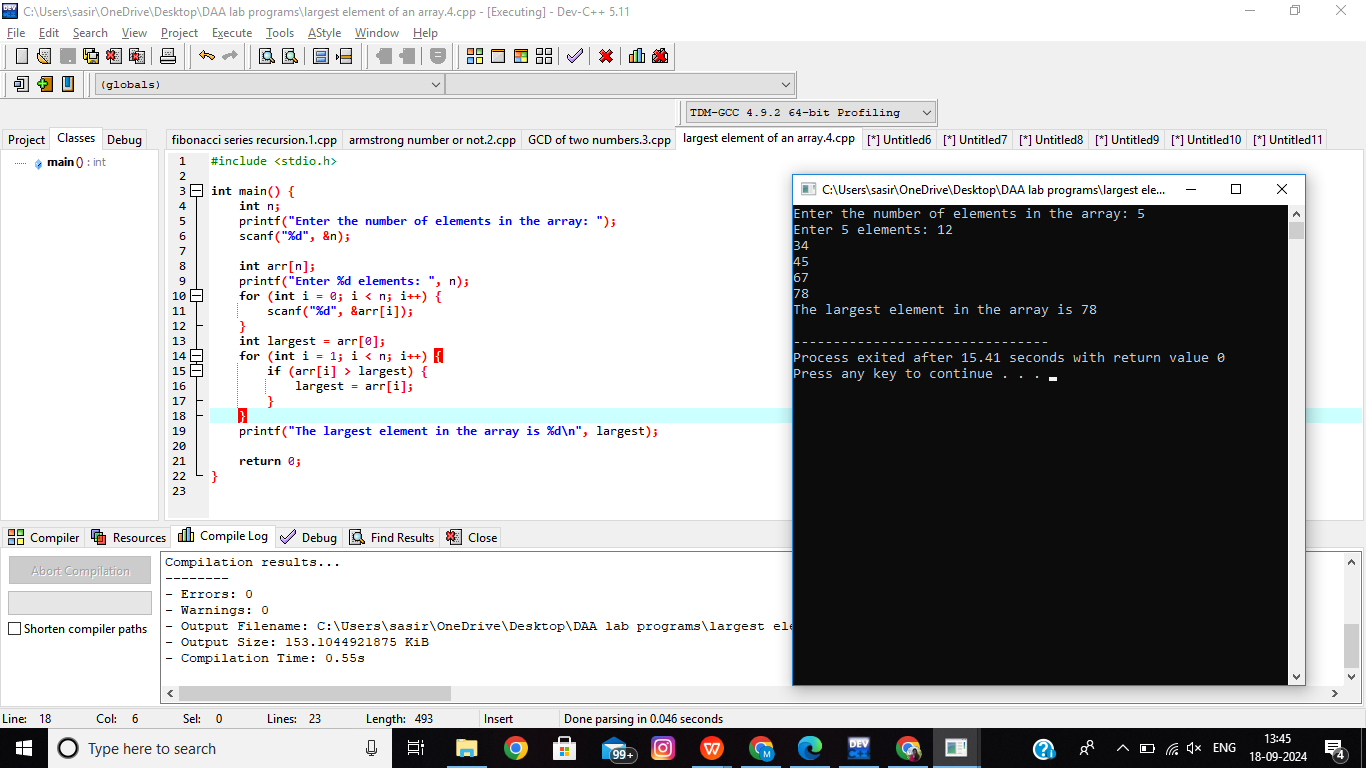 C:\Users\sasir\OneDrive\Desktop\DAA lab programs\largest element of an array.4.cpp - [Executing] - Dev-C++ 5.11
File Edit Search View Project Execute Tools AStyle Window Help
(globals)
TDM-GCC 4.9.2 64-bit Profiling
Project Classes Debug
fibonacci series recursion.1.cpp armstrong number or not.2.cpp GCD of two numbers.3.cpp largest element of an array.4.cpp [*] Untitled6 [*] Untitled7 [*] Untitled8 [*] Untitled9 [*] Untitled10 [*] Untitled11
main () : int
1 #include <stdio.h>
2
3 int main() {
4 int n;
5 printf("Enter the number of elements in the array: ");
6 scanf("%d", &n);
7
8 int arr[n];
9 printf("Enter %d elements: ", n);
10 for (int i = 0; i < n; i++) {
11 scanf("%d", &arr[i]);
12 }
13 int largest = arr[0];
14 for (int i = 1; i < n; i++) {
15 if (arr[i] > largest) {
16 largest = arr[i];
17 }
18 }
19 printf("The largest element in the array is %d\n", largest);
20
21 return 0;
22 }
23
C:\Users\sasir\OneDrive\Desktop\DAA lab programs\largest ele...
Enter the number of elements in the array: 5
Enter 5 elements: 12
34
45
67
78
The largest element in the array is 78
--------------------------------
Process exited after 15.41 seconds with return value 0
Press any key to continue . . .
Compiler Resources Compile Log Debug Find Results Close
Abort Compilation
Shorten compiler paths
Compilation results...
--------
- Errors: 0
- Warnings: 0
- Output Filename: C:\Users\sasir\OneDrive\Desktop\DAA lab programs\largest ele
- Output Size: 153.1044921875 KiB
- Compilation Time: 0.55s
Line: 18 Col: 6 Sel: 0 Lines: 23 Length: 493 Insert Done parsing in 0.046 seconds
Type here to search
99+
DEV
ENG
13:45
18-09-2024
4